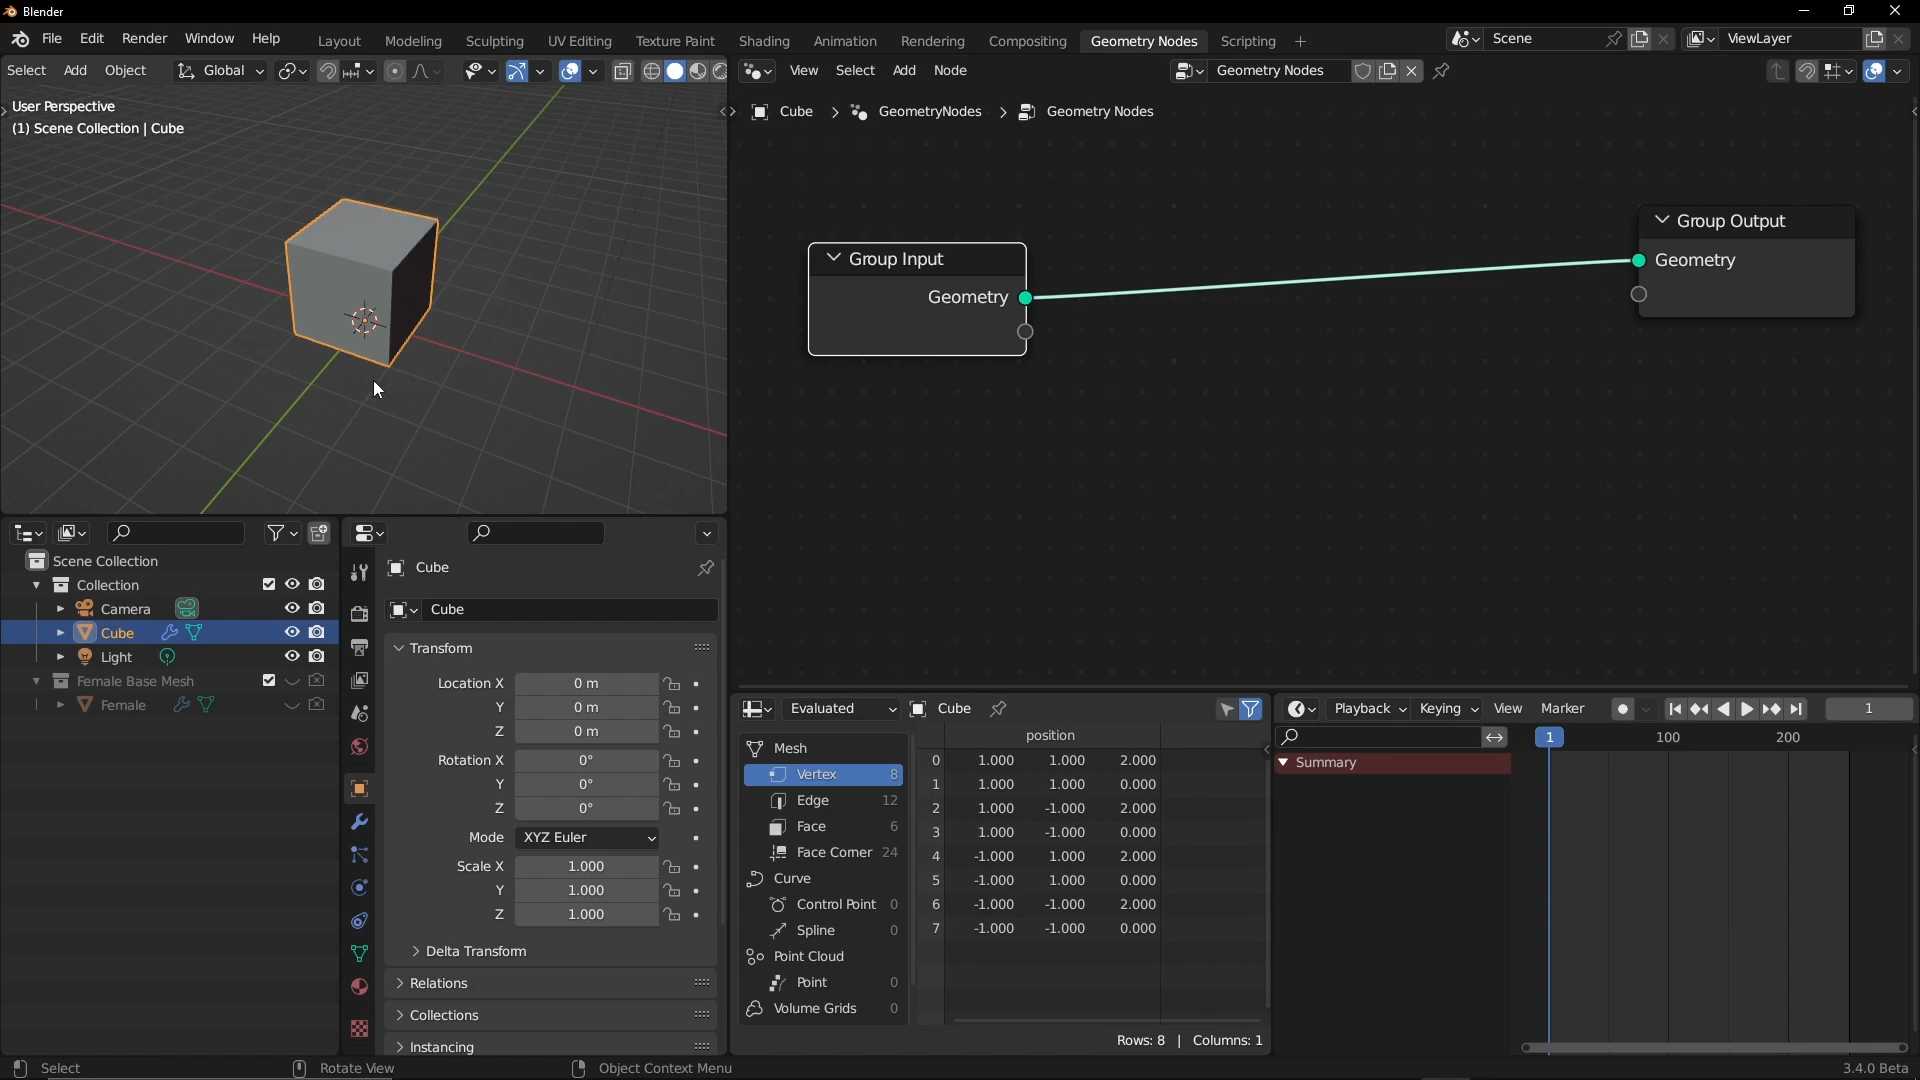 Blender
File Edit Render Window Help Layout Modeling Sculpting UV Editing Texture Paint Shading Animation Rendering Compositing Geometry Nodes Scripting + Scene ViewLayer
Select Add Object Global View Select Add Node Geometry Nodes
User Perspective
(1) Scene Collection | Cube
Cube > GeometryNodes > Geometry Nodes
Group Input
Geometry
Group Output
Geometry
Scene Collection
Collection
Camera
Cube
Light
Female Base Mesh
Female
Cube
Cube
Transform
Location X 0 m
Y 0 m
Z 0 m
Rotation X 0°
Y 0°
Z 0°
Mode XYZ Euler
Scale X 1.000
Y 1.000
Z 1.000
Delta Transform
Relations
Collections
Instancing
Evaluated Cube
Mesh
Vertex 8
Edge 12
Face 6
Face Corner 24
Curve
Control Point 0
Spline 0
Point Cloud
Point 0
Volume Grids 0
position
0 1.000 1.000 2.000
1 1.000 1.000 0.000
2 1.000 -1.000 2.000
3 1.000 -1.000 0.000
4 -1.000 1.000 2.000
5 -1.000 1.000 0.000
6 -1.000 -1.000 2.000
7 -1.000 -1.000 0.000
Rows: 8 | Columns: 1
Playback Keying View Marker 1
1 100 200
Summary
Select Rotate View Object Context Menu 3.4.0 Beta